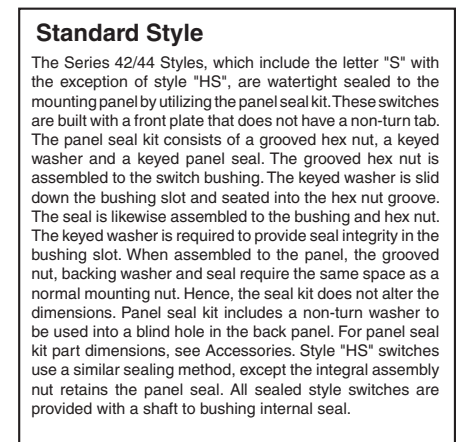 Standard Style
The Series 42/44 Styles, which include the letter "S" with
the exception of style "HS", are watertight sealed to the
mounting panel by utilizing the panel seal kit. These switches
are built with a front plate that does not have a non-turn tab.
The panel seal kit consists of a grooved hex nut, a keyed
washer and a keyed panel seal. The grooved hex nut is
assembled to the switch bushing. The keyed washer is slid
down the bushing slot and seated into the hex nut groove.
The seal is likewise assembled to the bushing and hex nut.
The keyed washer is required to provide seal integrity in the
bushing slot. When assembled to the panel, the grooved
nut, backing washer and seal require the same space as a
normal mounting nut. Hence, the seal kit does not alter the
dimensions. Panel seal kit includes a non-turn washer to
be used into a blind hole in the back panel. For panel seal
kit part dimensions, see Accessories. Style "HS" switches
use a similar sealing method, except the integral assembly
nut retains the panel seal. All sealed style switches are
provided with a shaft to bushing internal seal.